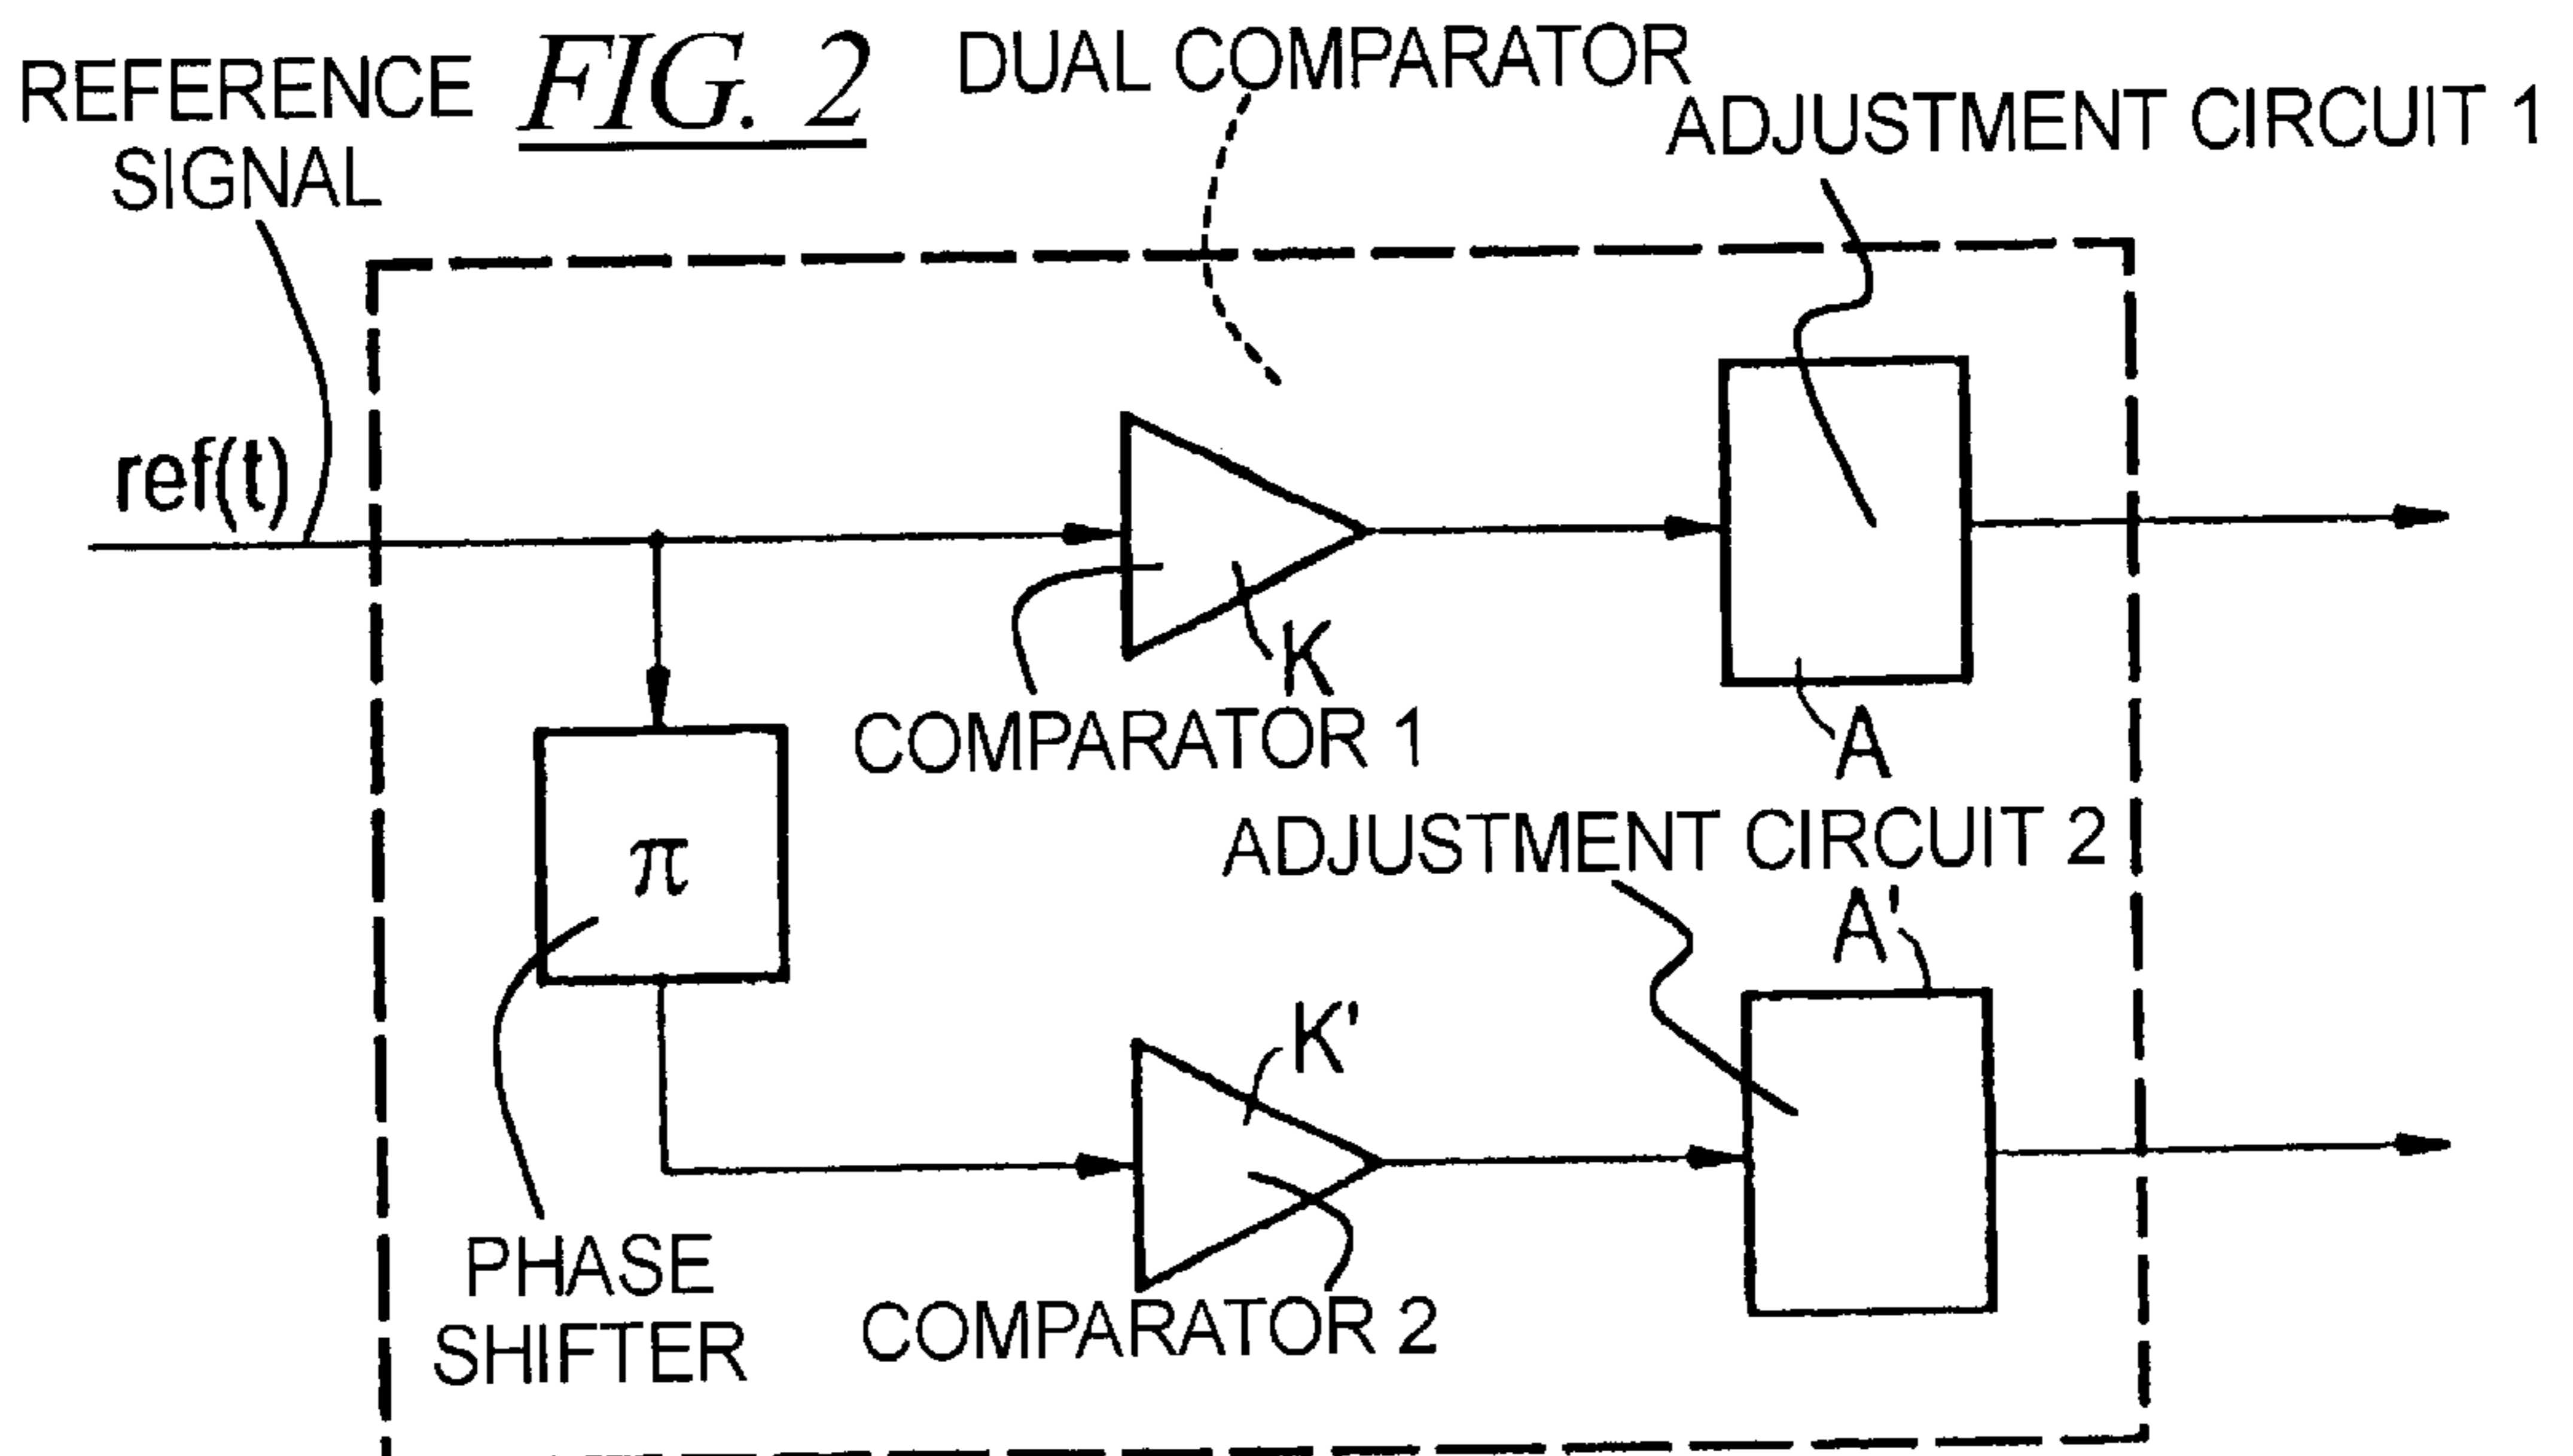 FIG. 2
REFERENCE
SIGNAL
DUAL COMPARATOR
ADJUSTMENT CIRCUIT 1
ref(t)
K
COMPARATOR 1
A
π
ADJUSTMENT CIRCUIT 2
A'
K'
PHASE
SHIFTER
COMPARATOR 2